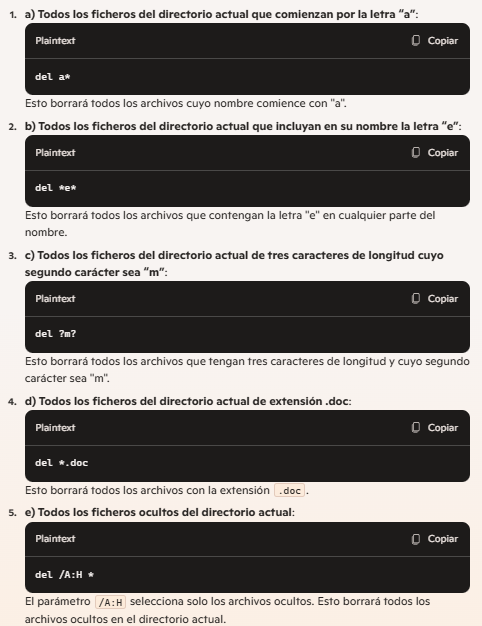 1. a) Todos los ficheros del directorio actual que comienzan por la letra “a”:
Plaintext Copiar
del a*
Esto borrará todos los archivos cuyo nombre comience con "a".
2. b) Todos los ficheros del directorio actual que incluyan en su nombre la letra “e”:
Plaintext Copiar
del *e*
Esto borrará todos los archivos que contengan la letra "e" en cualquier parte del
nombre.
3. c) Todos los ficheros del directorio actual de tres caracteres de longitud cuyo
segundo carácter sea “m”:
Plaintext Copiar
del ?m?
Esto borrará todos los archivos que tengan tres caracteres de longitud y cuyo segundo
carácter sea "m".
4. d) Todos los ficheros del directorio actual de extensión .doc:
Plaintext Copiar
del *.doc
Esto borrará todos los archivos con la extensión .doc.
5. e) Todos los ficheros ocultos del directorio actual:
Plaintext Copiar
del /A:H *
El parámetro /A:H selecciona solo los archivos ocultos. Esto borrará todos los
archivos ocultos en el directorio actual.